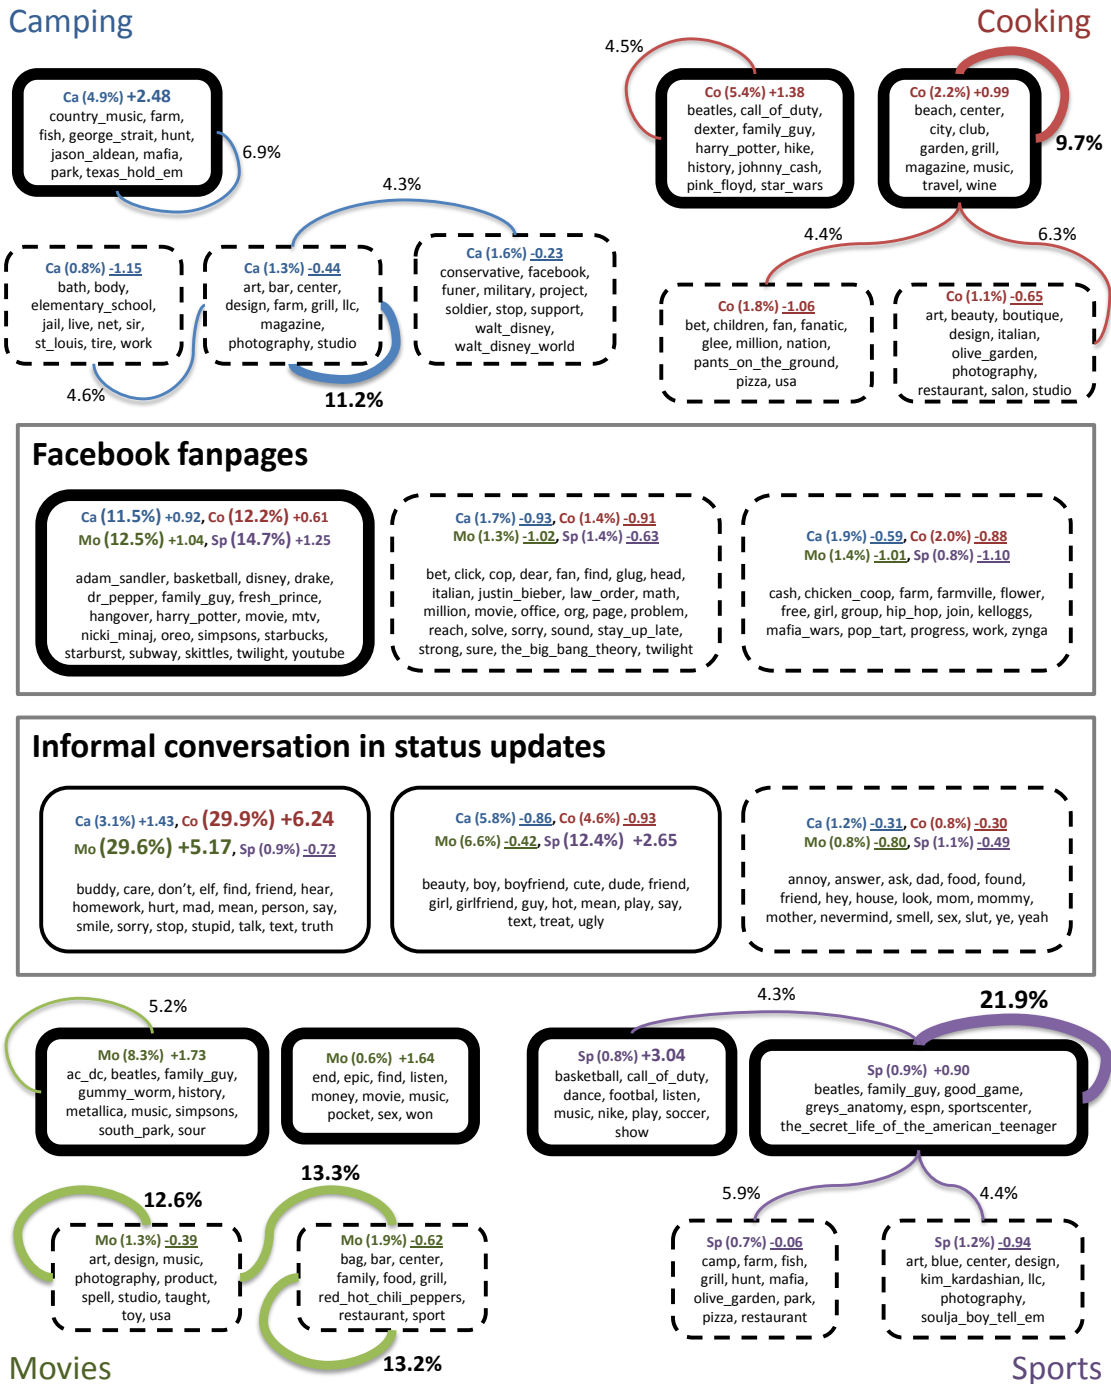 Camping
Cooking
Ca (4.9%) +2.48
country_music, farm,
fish, george_strait, hunt,
jason_aldean, mafia,
park, texas_hold_em
6.9%
4.5%
Co (5.4%) +1.38
beatles, call_of_duty,
dexter, family_guy,
harry_potter, hike,
history, johnny_cash,
pink_floyd, star_wars
Co (2.2%) +0.99
beach, center,
city, club,
garden, grill,
magazine, music,
travel, wine
9.7%
4.3%
4.4%
6.3%
Ca (0.8%) -1.15
bath, body,
elementary_school,
jail, live, net, sir,
st_louis, tire, work
Ca (1.3%) -0.44
art, bar, center,
design, farm, grill, llc,
magazine,
photography, studio
Ca (1.6%) -0.23
conservative, facebook,
funer, military, project,
soldier, stop, support,
walt_disney,
walt_disney_world
4.6%
11.2%
Co (1.8%) -1.06
bet, children, fan, fanatic,
glee, million, nation,
pants_on_the_ground,
pizza, usa
Co (1.1%) -0.65
art, beauty, boutique,
design, italian,
olive_garden,
photography,
restaurant, salon, studio
Facebook fanpages
Ca (11.5%) +0.92, Co (12.2%) +0.61
Mo (12.5%) +1.04, Sp (14.7%) +1.25
adam_sandler, basketball, disney, drake,
dr_pepper, family_guy, fresh_prince,
hangover, harry_potter, movie, mtv,
nicki_minaj, oreo, simpsons, starbucks,
starburst, subway, skittles, twilight, youtube
Ca (1.7%) -0.93, Co (1.4%) -0.91
Mo (1.3%) -1.02, Sp (1.4%) -0.63
bet, click, cop, dear, fan, find, glug, head,
italian, justin_bieber, law_order, math,
million, movie, office, org, page, problem,
reach, solve, sorry, sound, stay_up_late,
strong, sure, the_big_bang_theory, twilight
Ca (1.9%) -0.59, Co (2.0%) -0.88
Mo (1.4%) -1.01, Sp (0.8%) -1.10
cash, chicken_coop, farm, farmville, flower,
free, girl, group, hip_hop, join, kelloggs,
mafia_wars, pop_tart, progress, work, zynga
Informal conversation in status updates
Ca (3.1%) +1.43, Co (29.9%) +6.24
Mo (29.6%) +5.17, Sp (0.9%) -0.72
buddy, care, don't, elf, find, friend, hear,
homework, hurt, mad, mean, person, say,
smile, sorry, stop, stupid, talk, text, truth
Ca (5.8%) -0.86, Co (4.6%) -0.93
Mo (6.6%) -0.42, Sp (12.4%) +2.65
beauty, boy, boyfriend, cute, dude, friend,
girl, girlfriend, guy, hot, mean, play, say,
text, treat, ugly
Ca (1.2%) -0.31, Co (0.8%) -0.30
Mo (0.8%) -0.80, Sp (1.1%) -0.49
annoy, answer, ask, dad, food, found,
friend, hey, house, look, mom, mommy,
mother, nevermind, smell, sex, slut, ye, yeah
5.2%
Mo (8.3%) +1.73
ac_dc, beatles, family_guy,
gummy_worm, history,
metallica, music, simpsons,
south_park, sour
Mo (0.6%) +1.64
end, epic, find, listen,
money, movie, music,
pocket, sex, won
4.3%
21.9%
Sp (0.8%) +3.04
basketball, call_of_duty,
dance, footbal, listen,
music, nike, play, soccer,
show
Sp (0.9%) +0.90
beatles, family_guy, good_game,
greys_anatomy, espn, sportscenter,
the_secret_life_of_the_american_teenager
12.6%
13.3%
5.9%
4.4%
Mo (1.3%) -0.39
art, design, music,
photography, product,
spell, studio, taught,
toy, usa
Mo (1.9%) -0.62
bag, bar, center,
family, food, grill,
red_hot_chili_peppers,
restaurant, sport
13.2%
Sp (0.7%) -0.06
camp, farm, fish,
grill, hunt, mafia,
olive_garden, park,
pizza, restaurant
Sp (1.2%) -0.94
art, blue, center, design,
kim_kardashian, llc,
photography,
soulja_boy_tell_em
Movies
Sports